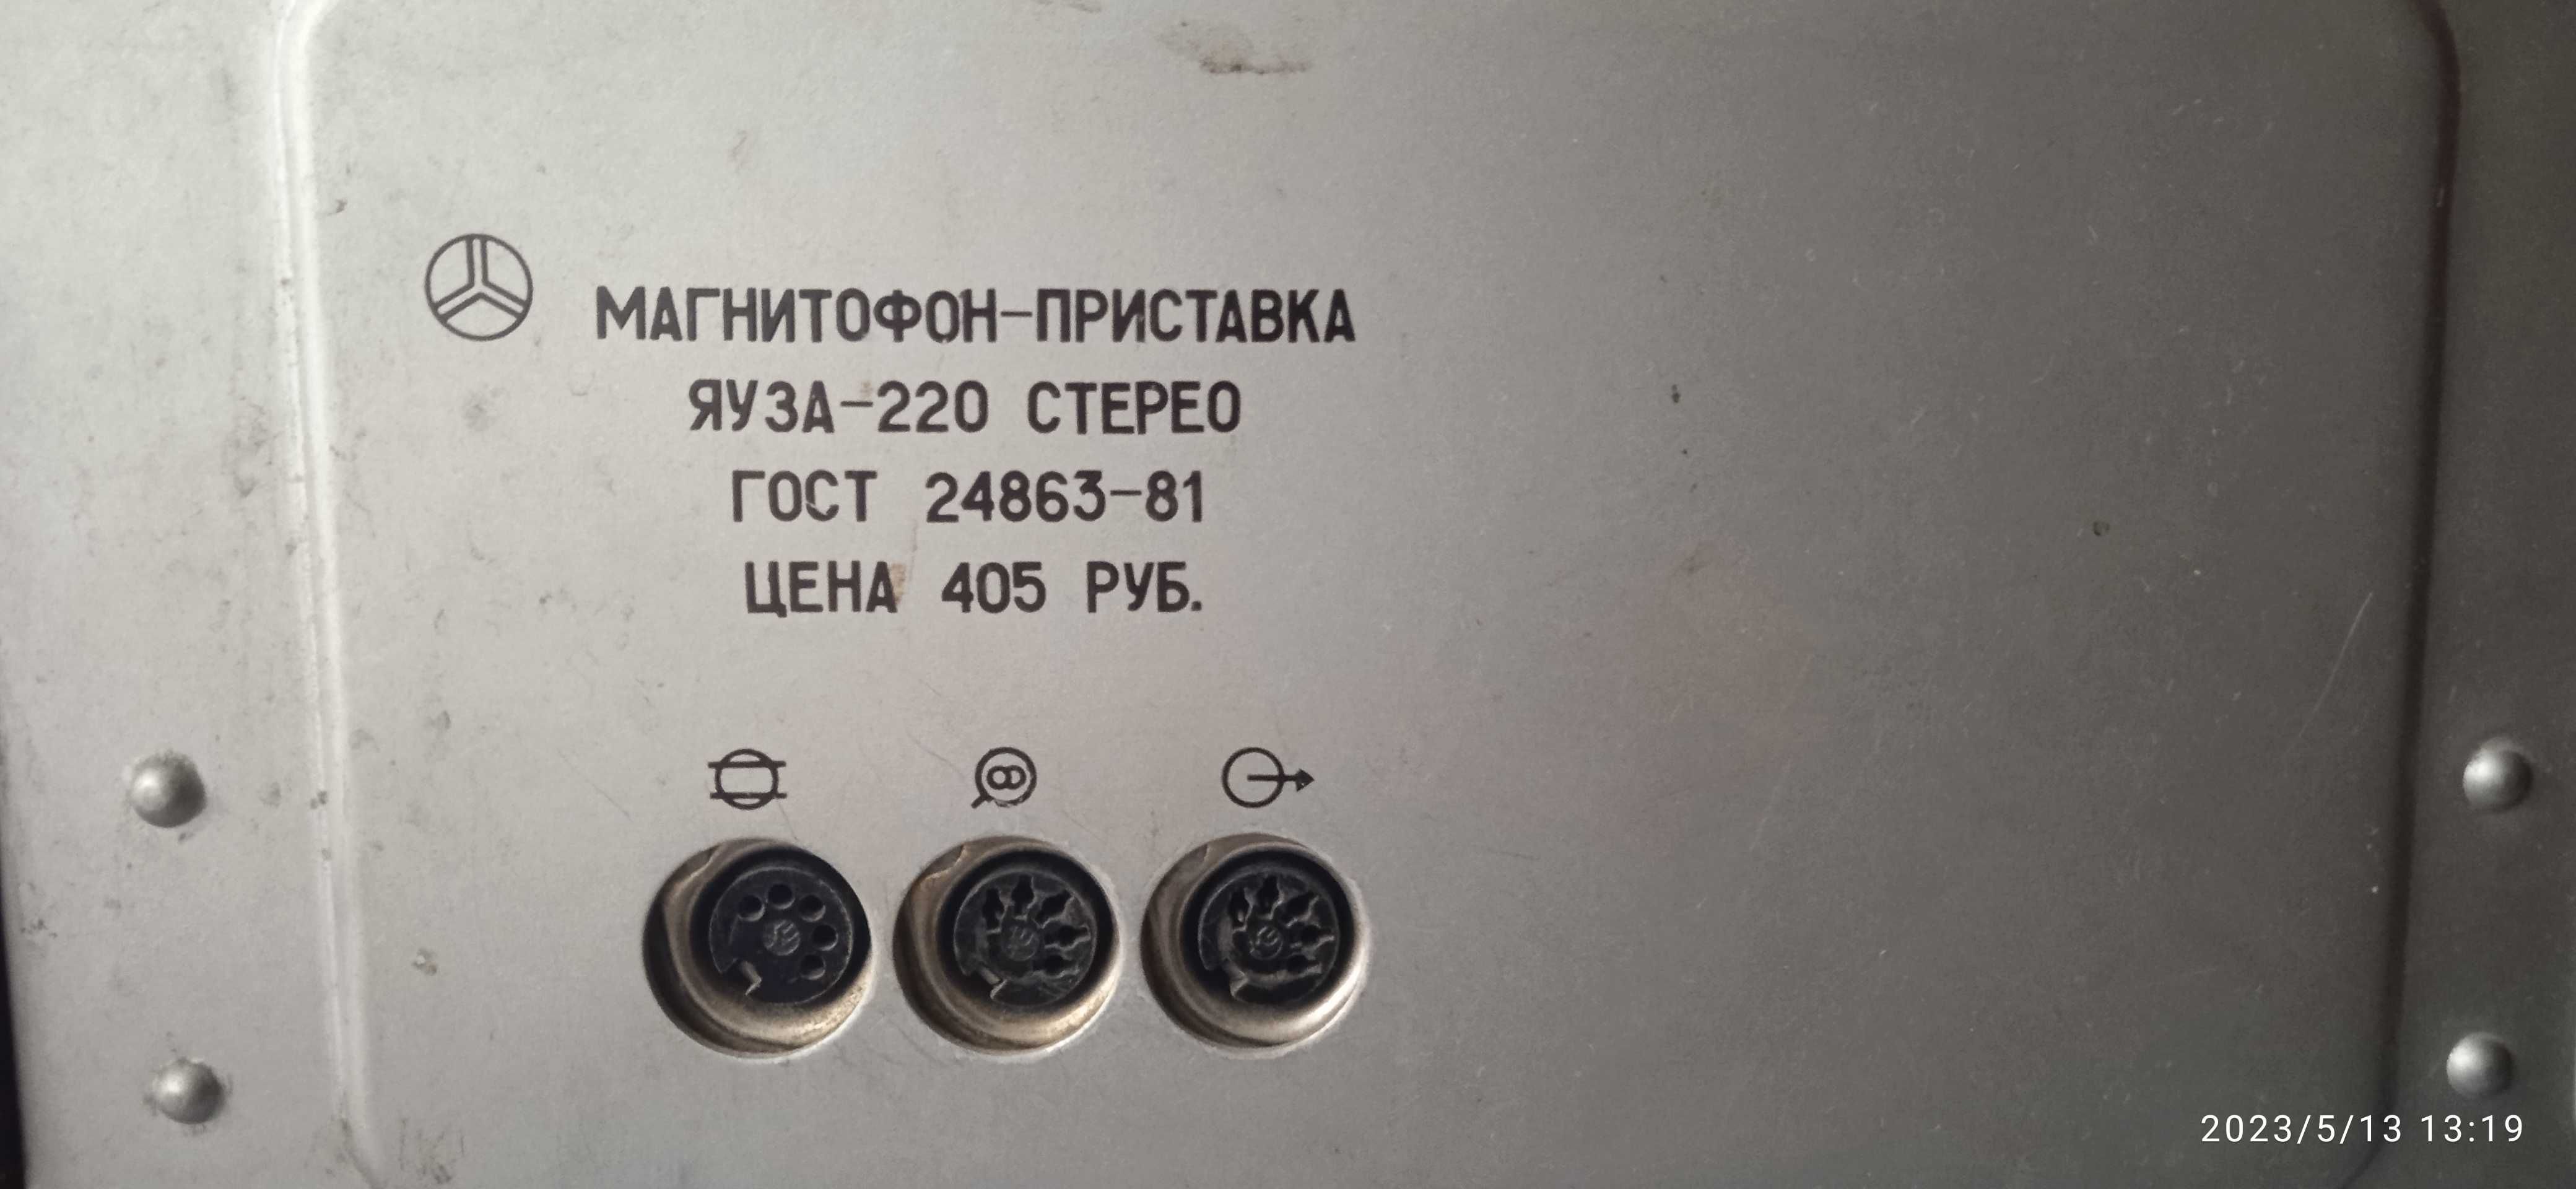 МАГНИТОФОН-ПРИСТАВКА
ЯУЗА-220 СТЕРЕО
ГОСТ 24863-81
ЦЕНА 405 РУБ.
2023/5/13 13:19